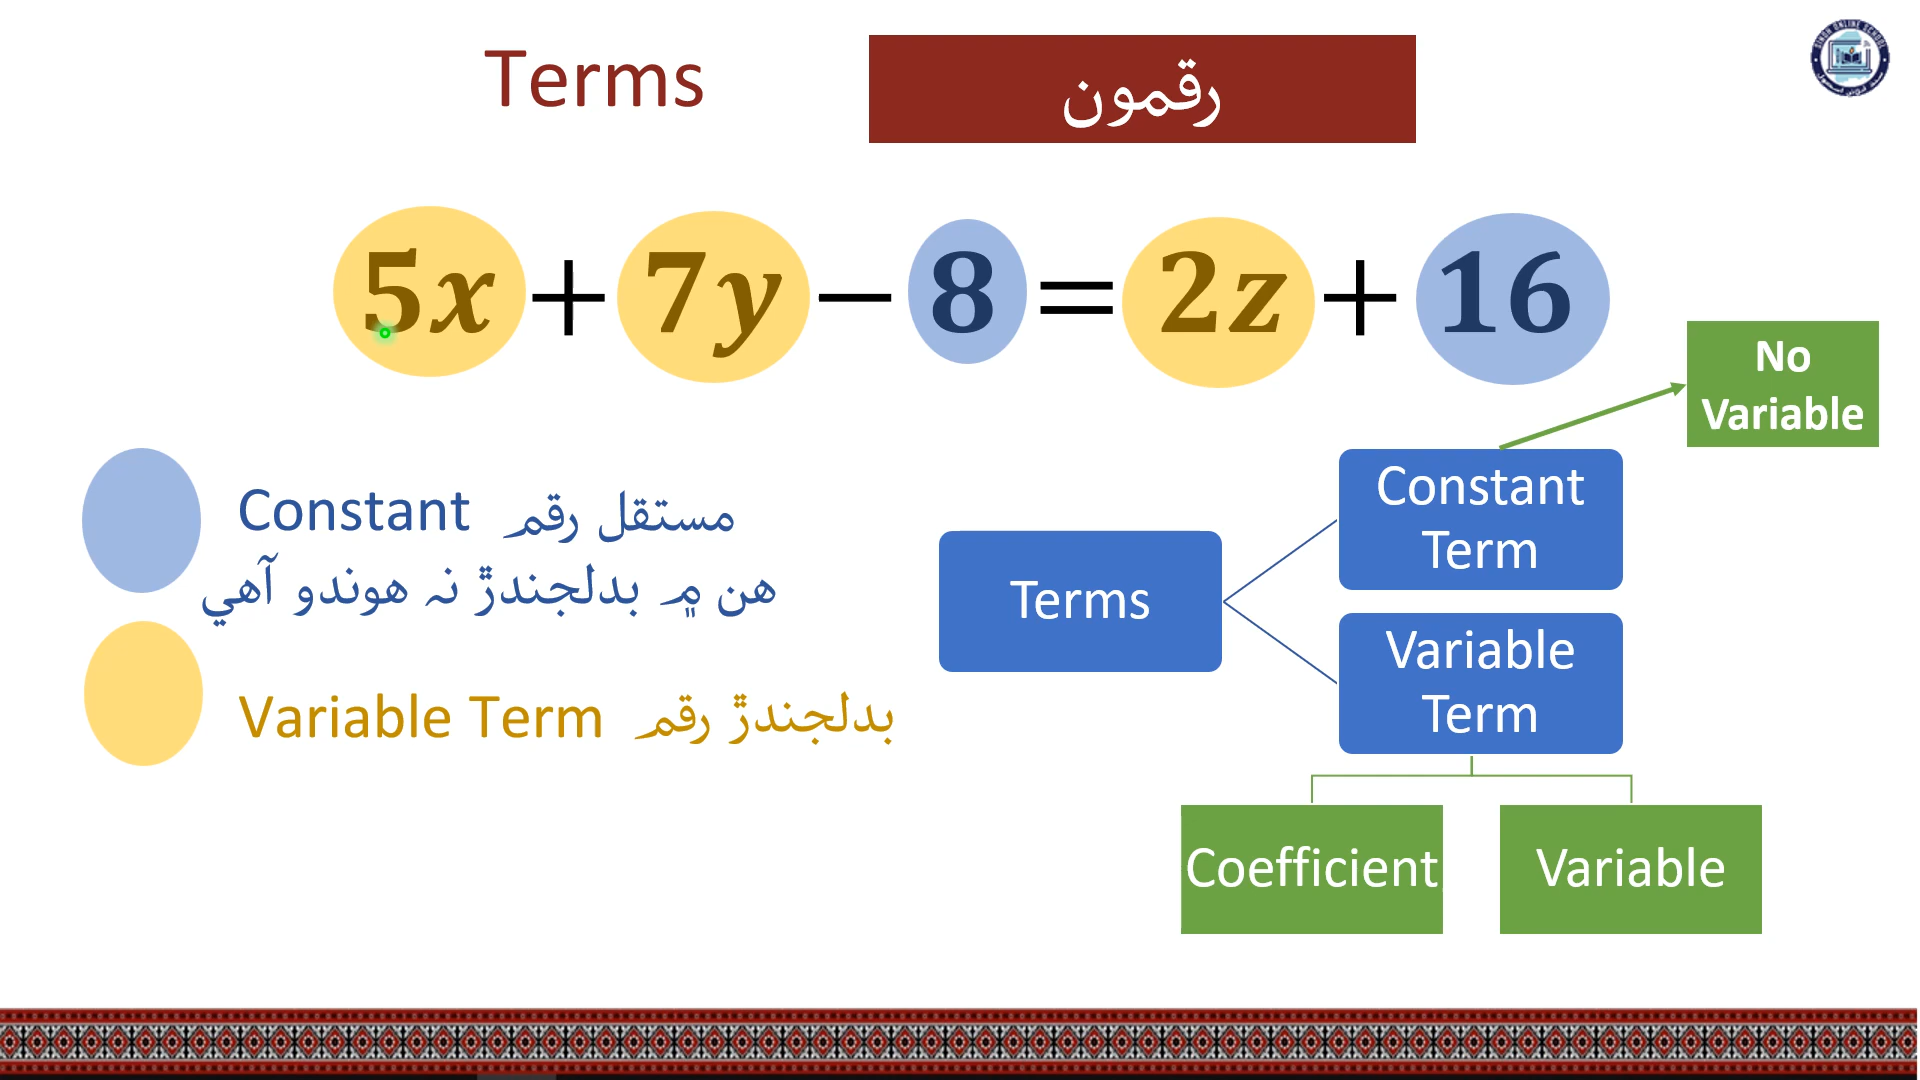 Terms
رقمون
5x + 7y − 8 = 2z + 16
No
Variable
Constant مستقل رقم
هن ۾ بدلجندڙ نہ هوندو آهي
Variable Term بدلجندڙ رقم
Terms
Constant
Term
Variable
Term
Coefficient
Variable